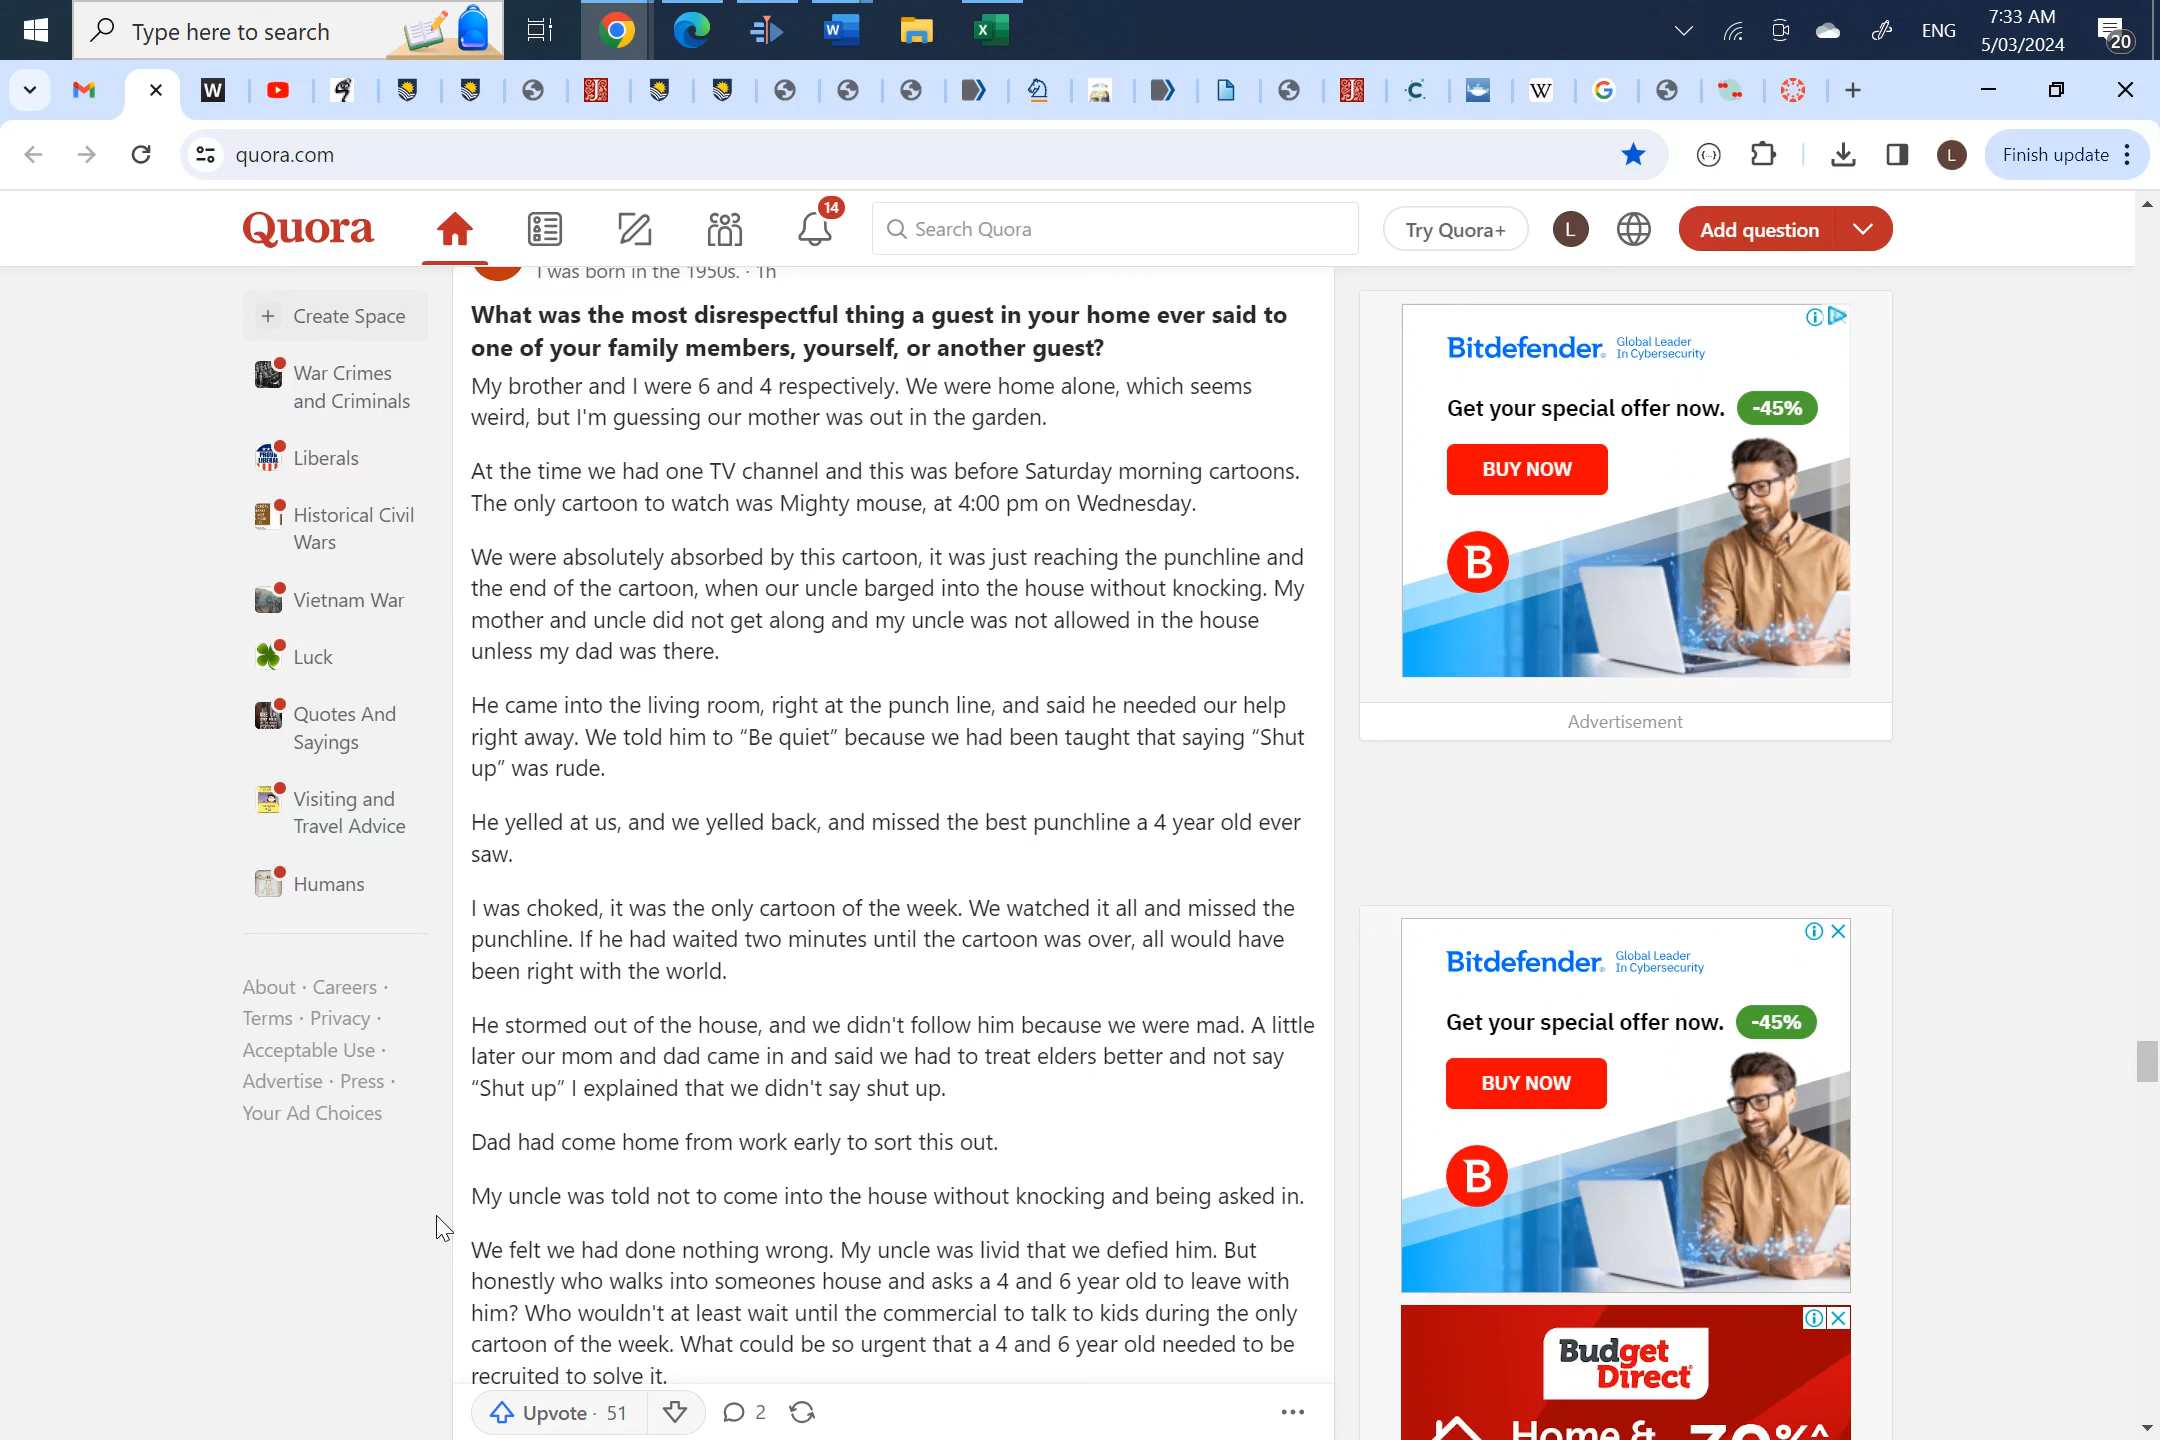 Type here to search
ENG
7:33 AM
5/03/2024
20
quora.com
L
Finish update
Quora
14
Search Quora
Try Quora+
L
Add question
I was born in the 1950s. · 1h
What was the most disrespectful thing a guest in your home ever said to
one of your family members, yourself, or another guest?
My brother and I were 6 and 4 respectively. We were home alone, which seems
weird, but I'm guessing our mother was out in the garden.
At the time we had one TV channel and this was before Saturday morning cartoons.
The only cartoon to watch was Mighty mouse, at 4:00 pm on Wednesday.
We were absolutely absorbed by this cartoon, it was just reaching the punchline and
the end of the cartoon, when our uncle barged into the house without knocking. My
mother and uncle did not get along and my uncle was not allowed in the house
unless my dad was there.
He came into the living room, right at the punch line, and said he needed our help
right away. We told him to “Be quiet” because we had been taught that saying “Shut
up” was rude.
He yelled at us, and we yelled back, and missed the best punchline a 4 year old ever
saw.
I was choked, it was the only cartoon of the week. We watched it all and missed the
punchline. If he had waited two minutes until the cartoon was over, all would have
been right with the world.
He stormed out of the house, and we didn't follow him because we were mad. A little
later our mom and dad came in and said we had to treat elders better and not say
“Shut up” I explained that we didn't say shut up.
Dad had come home from work early to sort this out.
My uncle was told not to come into the house without knocking and being asked in.
We felt we had done nothing wrong. My uncle was livid that we defied him. But
honestly who walks into someones house and asks a 4 and 6 year old to leave with
him? Who wouldn't at least wait until the commercial to talk to kids during the only
cartoon of the week. What could be so urgent that a 4 and 6 year old needed to be
recruited to solve it.
Upvote · 51
2
Create Space
War Crimes
and Criminals
Liberals
Historical Civil
Wars
Vietnam War
Luck
Quotes And
Sayings
Visiting and
Travel Advice
Humans
About · Careers ·
Terms · Privacy ·
Acceptable Use ·
Advertise · Press ·
Your Ad Choices
Bitdefender. Global Leader
In Cybersecurity
Get your special offer now. -45%
BUY NOW
B
Advertisement
Bitdefender. Global Leader
In Cybersecurity
Get your special offer now. -45%
BUY NOW
B
Budget
Direct
Home &